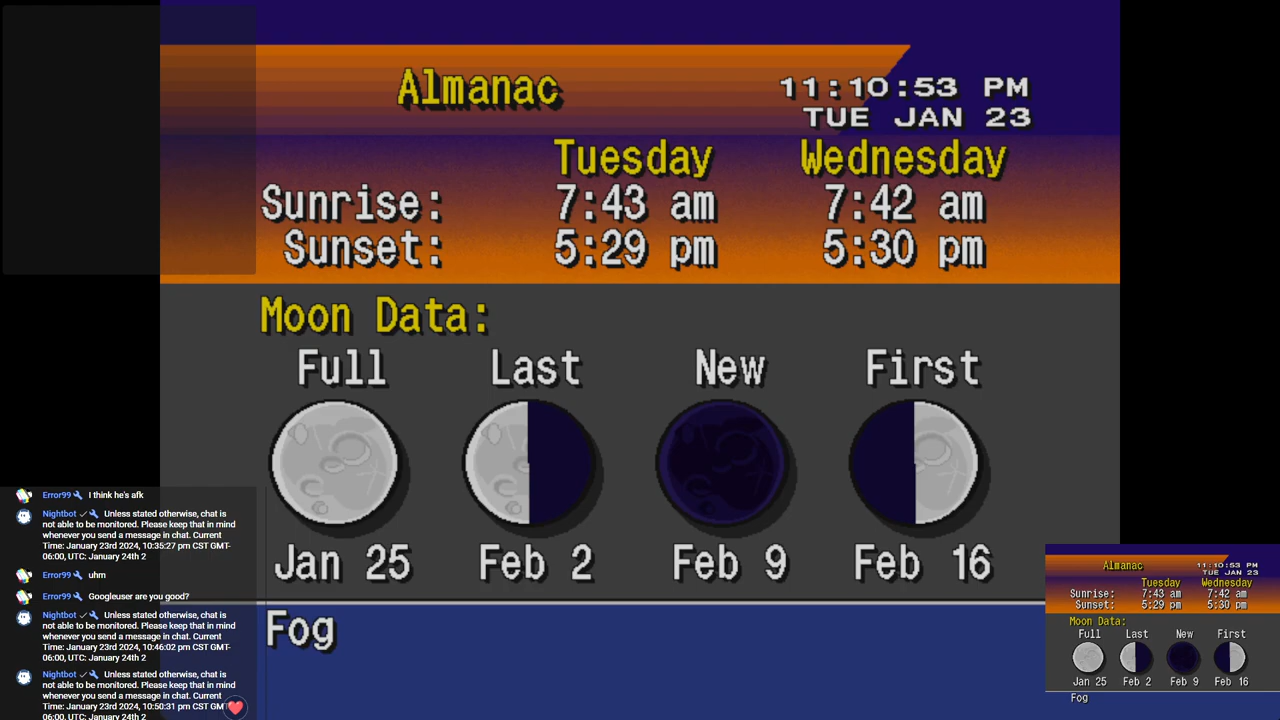 Almanac
11:10:53 PM
TUE JAN 23
Tuesday Wednesday
Sunrise: 7:43 am 7:42 am
Sunset: 5:29 pm 5:30 pm
Moon Data:
Full Last New First
Jan 25 Feb 2 Feb 9 Feb 16
Fog
Error99 I think he's afk
Nightbot Unless stated otherwise, chat is
not able to be monitored. Please keep that in mind
whenever you send a message in chat. Current
Time: January 23rd 2024, 10:35:27 pm CST GMT-
06:00, UTC: January 24th 2
Error99 uhm
Error99 Googleuser are you good?
Nightbot Unless stated otherwise, chat is
not able to be monitored. Please keep that in mind
whenever you send a message in chat. Current
Time: January 23rd 2024, 10:46:02 pm CST GMT-
06:00, UTC: January 24th 2
Nightbot Unless stated otherwise, chat is
not able to be monitored. Please keep that in mind
whenever you send a message in chat. Current
Time: January 23rd 2024, 10:50:31 pm CST GMT-
06:00, UTC: January 24th 2
Almanac
11:10:53 PM
TUE JAN 23
Tuesday Wednesday
Sunrise: 7:43 am 7:42 am
Sunset: 5:29 pm 5:30 pm
Moon Data:
Full Last New First
Jan 25 Feb 2 Feb 9 Feb 16
Fog